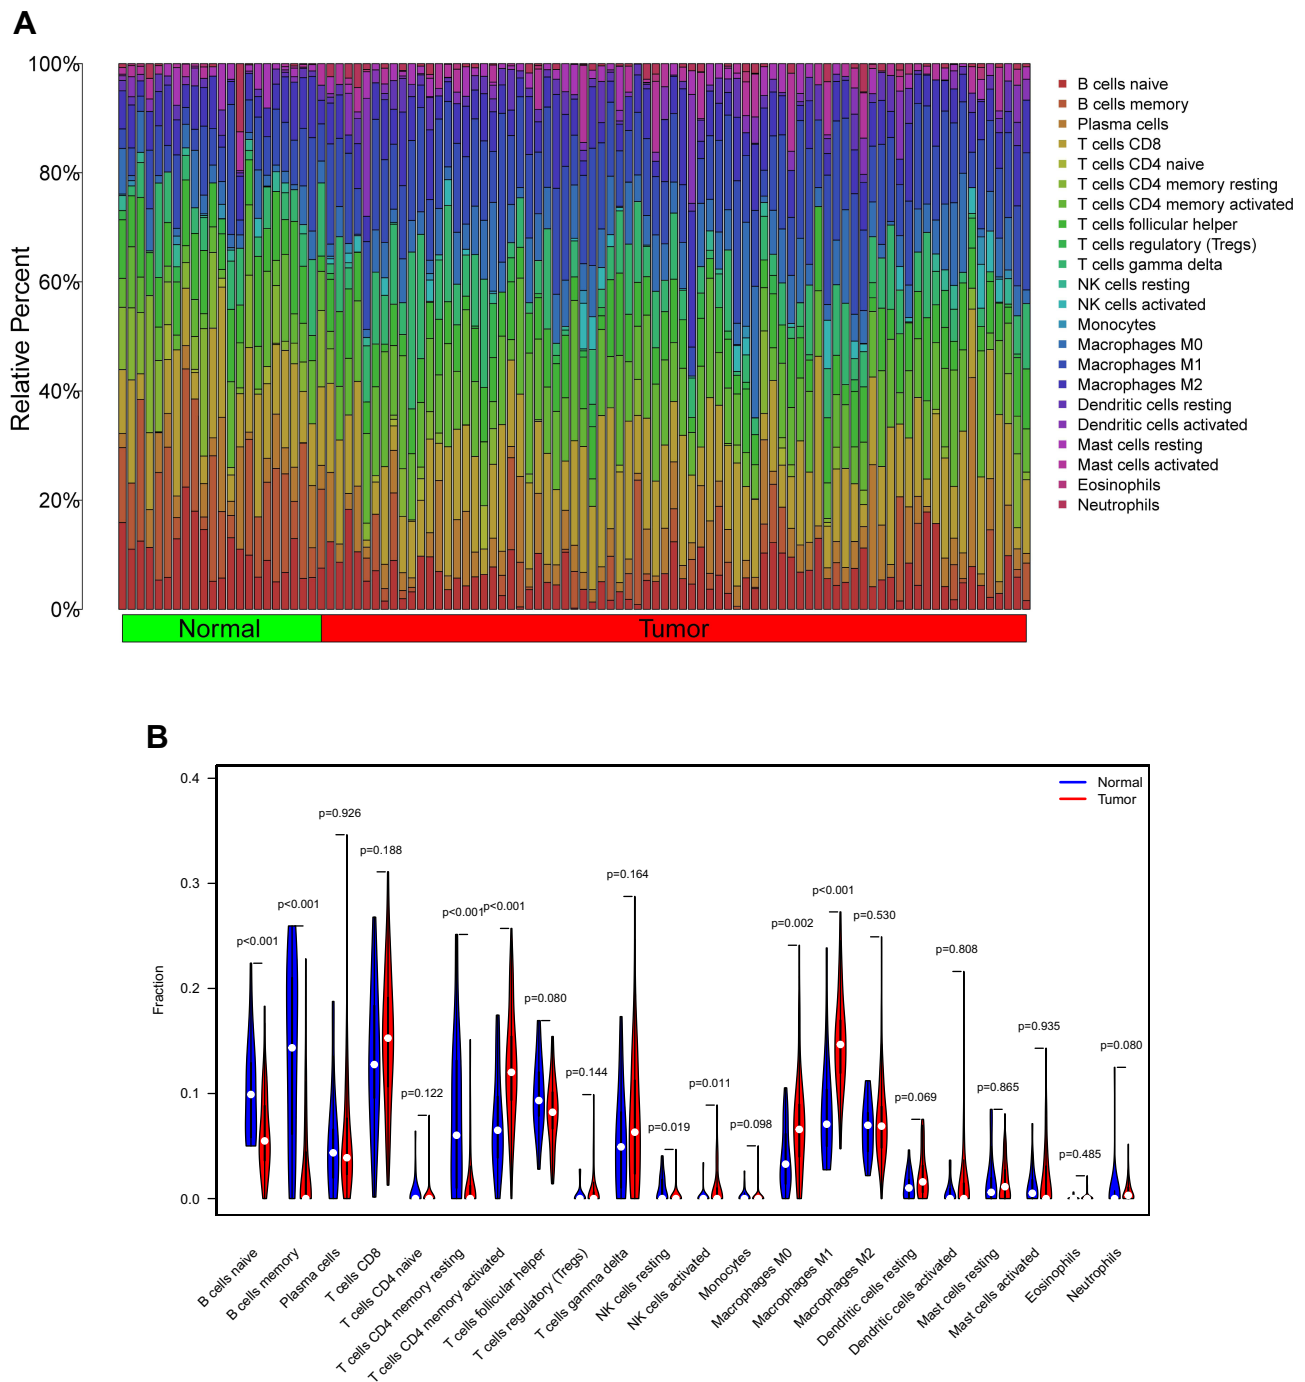 A
100%
80%
60%
40%
20%
0%
Relative Percent
Normal
Tumor
B cells naive
B cells memory
Plasma cells
T cells CD8
T cells CD4 naive
T cells CD4 memory resting
T cells CD4 memory activated
T cells follicular helper
T cells regulatory (Tregs)
T cells gamma delta
NK cells resting
NK cells activated
Monocytes
Macrophages M0
Macrophages M1
Macrophages M2
Dendritic cells resting
Dendritic cells activated
Mast cells resting
Mast cells activated
Eosinophils
Neutrophils
B
0.4
0.3
0.2
0.1
0.0
Fraction
Normal
Tumor
p<0.001
p<0.001
p=0.926
p=0.188
p=0.122
p<0.001
p<0.001
p=0.080
p=0.144
p=0.164
p=0.019
p=0.011
p=0.098
p=0.002
p<0.001
p=0.530
p=0.069
p=0.808
p=0.865
p=0.935
p=0.485
p=0.080
B cells naive
B cells memory
Plasma cells
T cells CD8
T cells CD4 naive
T cells CD4 memory resting
T cells CD4 memory activated
T cells follicular helper
T cells regulatory (Tregs)
T cells gamma delta
NK cells resting
NK cells activated
Monocytes
Macrophages M0
Macrophages M1
Macrophages M2
Dendritic cells resting
Dendritic cells activated
Mast cells resting
Mast cells activated
Eosinophils
Neutrophils